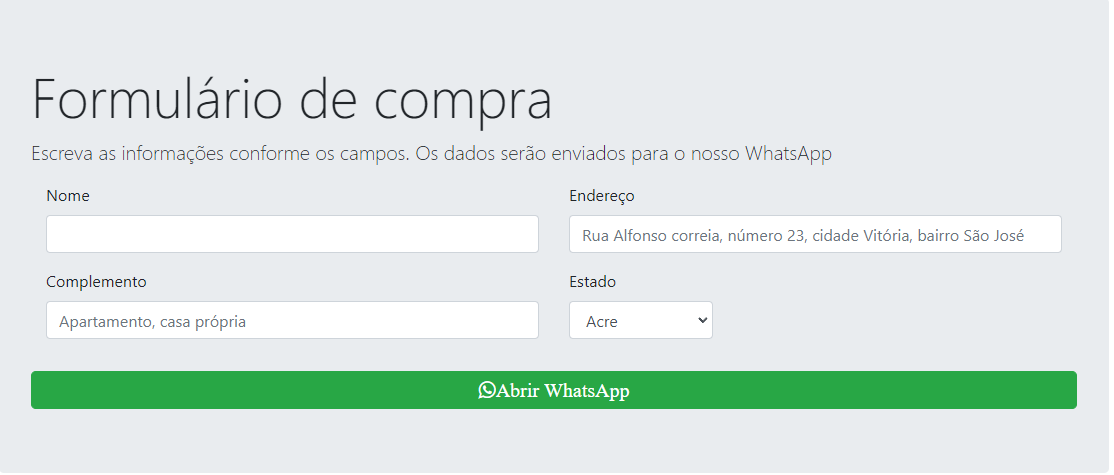 Formulário de compra
Escreva as informações conforme os campos. Os dados serão enviados para o nosso WhatsApp
Nome
Endereço
Rua Alfonso correia, número 23, cidade Vitória, bairro São José
Complemento
Estado
Apartamento, casa própria
Acre
Abrir WhatsApp